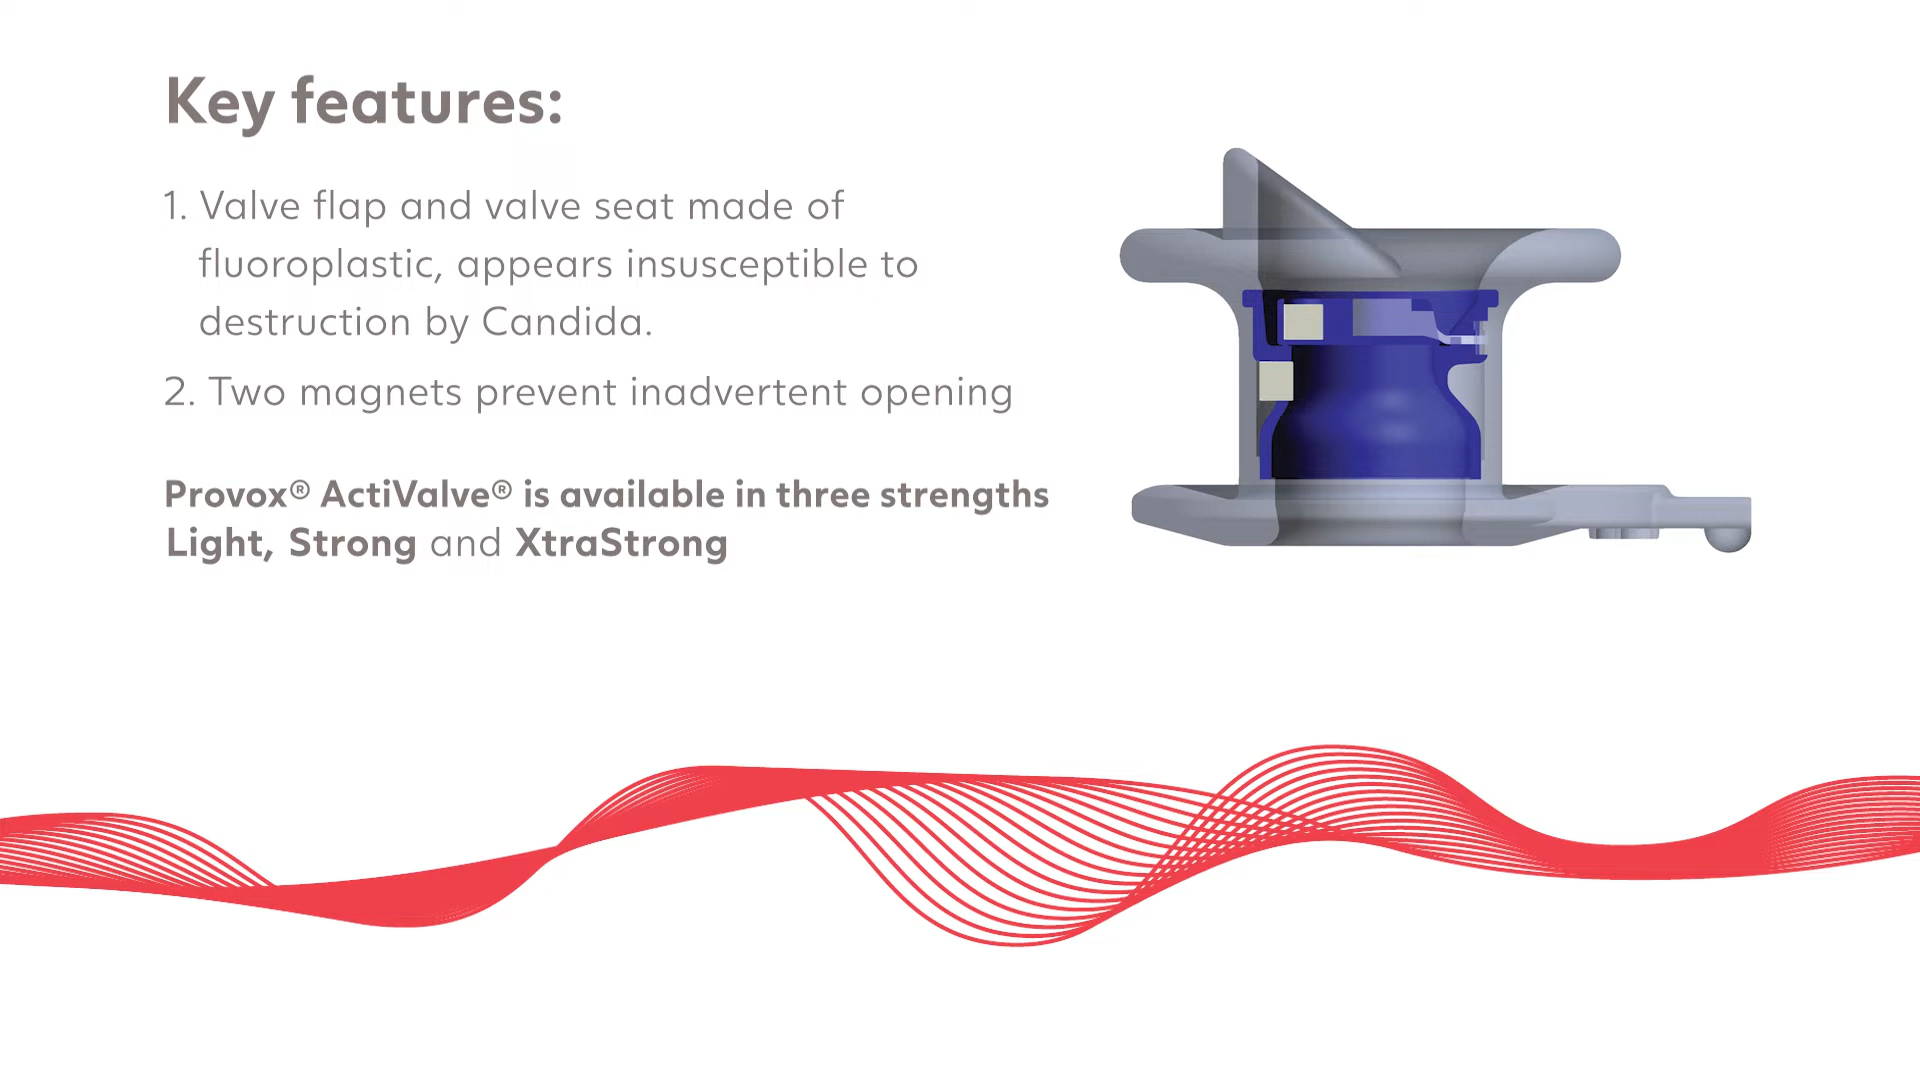 Key features:
1. Valve flap and valve seat made of
fluoroplastic, appears insusceptible to
destruction by Candida.
2. Two magnets prevent inadvertent opening
Provox® ActiValve® is available in three strengths
Light, Strong and XtraStrong